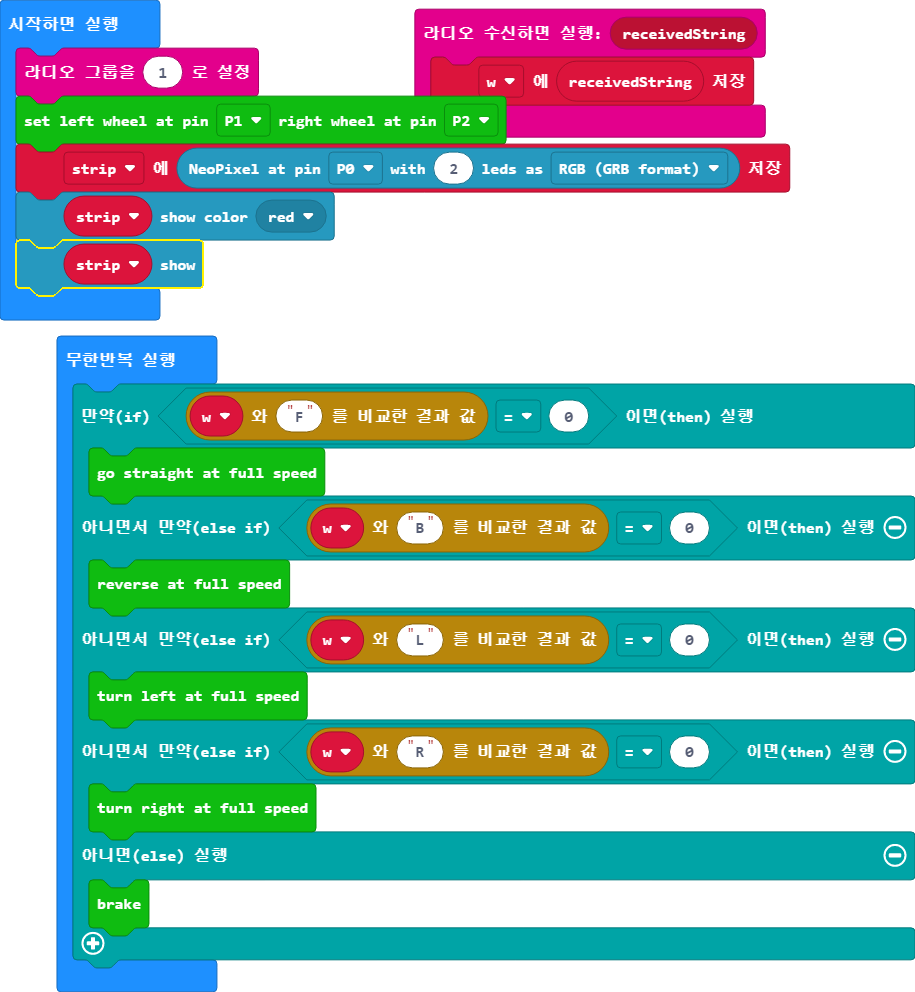 시작하면 실행
라디오 그룹을 1 로 설정
set left wheel at pin P1 right wheel at pin P2
strip 에 NeoPixel at pin P0 with 2 leds as RGB (GRB format) 저장
strip show color red
strip show
라디오 수신하면 실행: receivedString
w 에 receivedString 저장
무한반복 실행
만약(if) w 와 "F" 를 비교한 결과 값 = 0 이면(then) 실행
go straight at full speed
아니면서 만약(else if) w 와 "B" 를 비교한 결과 값 = 0 이면(then) 실행
reverse at full speed
아니면서 만약(else if) w 와 "L" 를 비교한 결과 값 = 0 이면(then) 실행
turn left at full speed
아니면서 만약(else if) w 와 "R" 를 비교한 결과 값 = 0 이면(then) 실행
turn right at full speed
아니면(else) 실행
brake